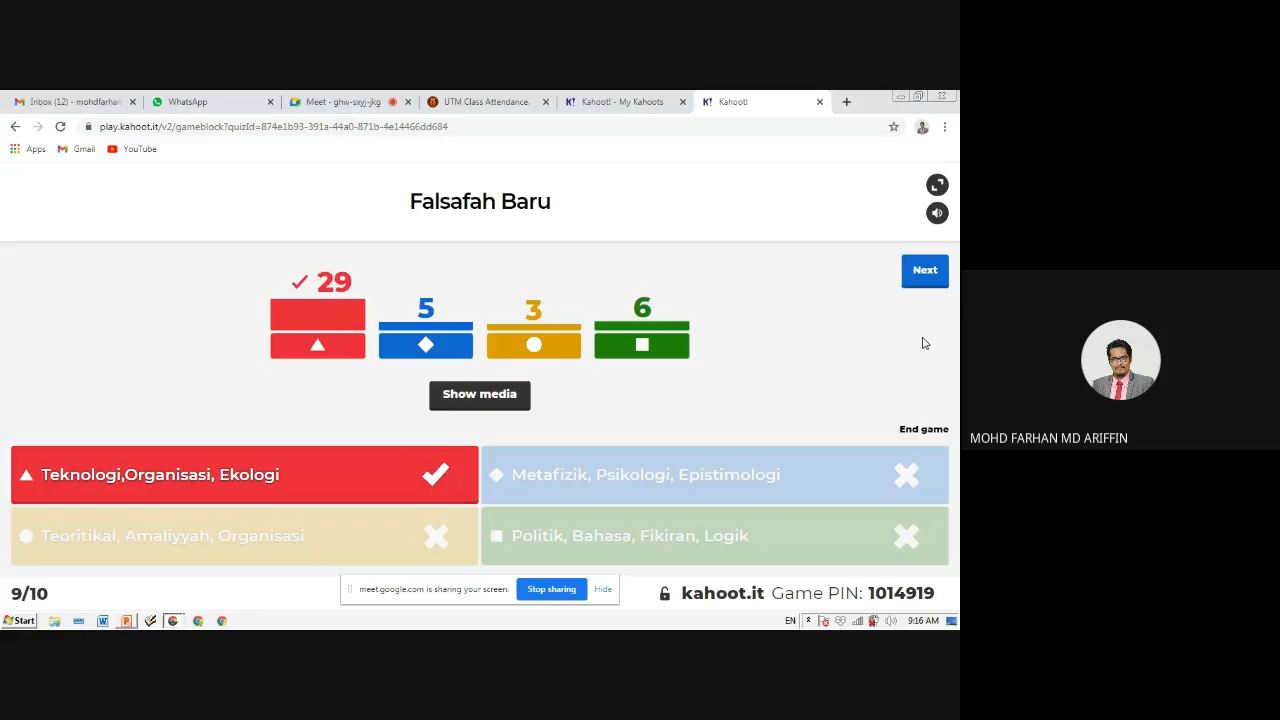 Inbox (12) - mohdfarhan
WhatsApp
Meet - ghw-sxyj-jkg
UTM Class Attendance.
K! Kahoot! - My Kahoots
K! Kahoot!
play.kahoot.it/v2/gameblock?quizId=874e1b93-391a-44a0-871b-4e14466dd684
Apps
Gmail
YouTube
Falsafah Baru
Next
29
5
3
6
Show media
End game
Teknologi,Organisasi, Ekologi
Metafizik, Psikologi, Epistimologi
Teoritikal, Amaliyyah, Organisasi
Politik, Bahasa, Fikiran, Logik
9/10
meet.google.com is sharing your screen.
Stop sharing
Hide
kahoot.it Game PIN: 1014919
Start
EN
9:16 AM
MOHD FARHAN MD ARIFFIN